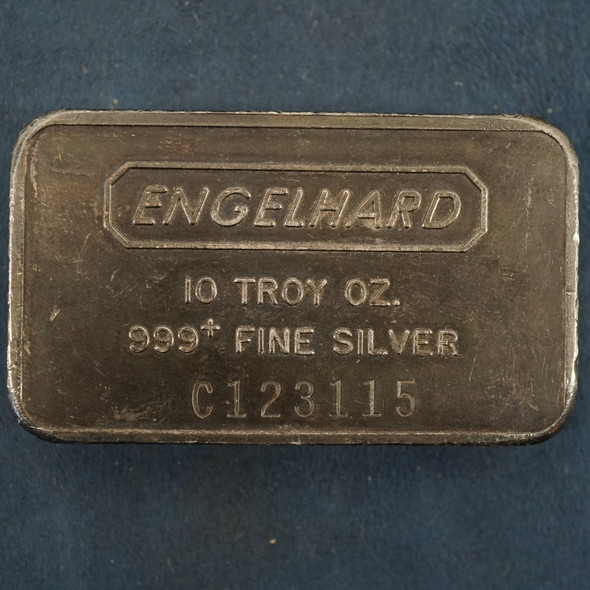 ENGELHARD
10 TROY OZ.
999+ FINE SILVER
C123115